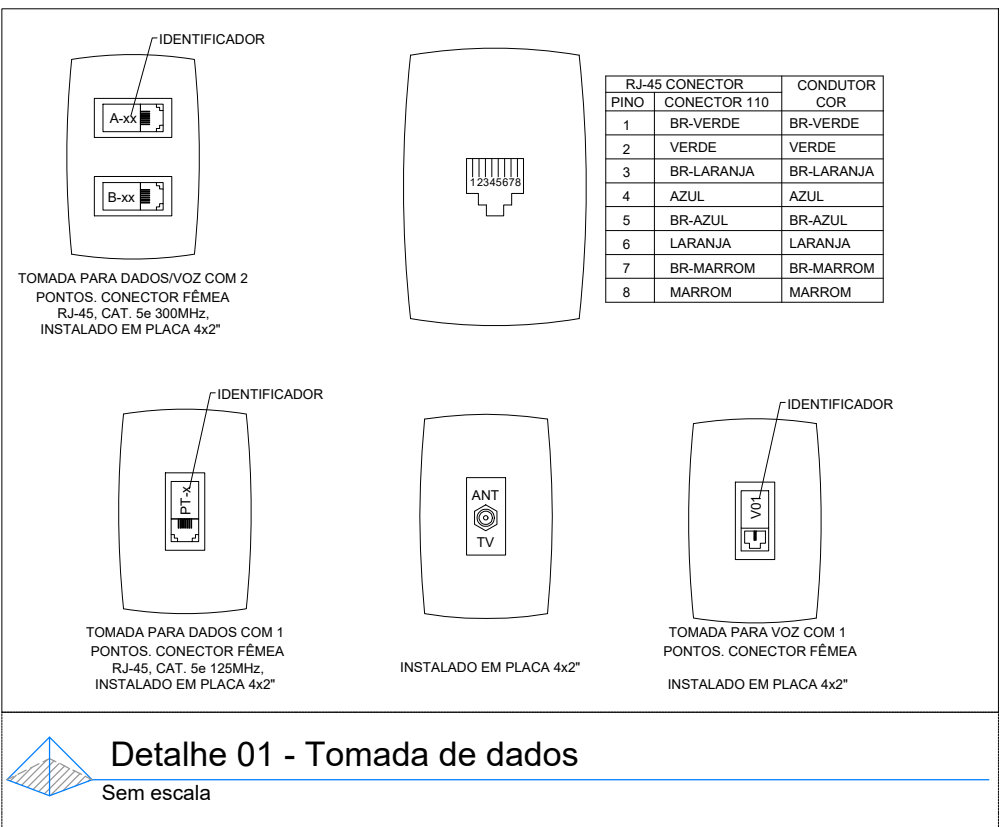 IDENTIFICADOR
A-xx
B-xx
TOMADA PARA DADOS/VOZ COM 2
PONTOS. CONECTOR FÊMEA
RJ-45, CAT. 5e 300MHz,
INSTALADO EM PLACA 4x2"
12345678
RJ-45 CONECTOR CONDUTOR
PINO CONECTOR 110 COR
1 BR-VERDE BR-VERDE
2 VERDE VERDE
3 BR-LARANJA BR-LARANJA
4 AZUL AZUL
5 BR-AZUL BR-AZUL
6 LARANJA LARANJA
7 BR-MARROM BR-MARROM
8 MARROM MARROM
IDENTIFICADOR
PT-x
TOMADA PARA DADOS COM 1
PONTOS. CONECTOR FÊMEA
RJ-45, CAT. 5e 125MHz,
INSTALADO EM PLACA 4x2"
ANT
TV
INSTALADO EM PLACA 4x2"
IDENTIFICADOR
V01
TOMADA PARA VOZ COM 1
PONTOS. CONECTOR FÊMEA
INSTALADO EM PLACA 4x2"
Detalhe 01 - Tomada de dados
Sem escala